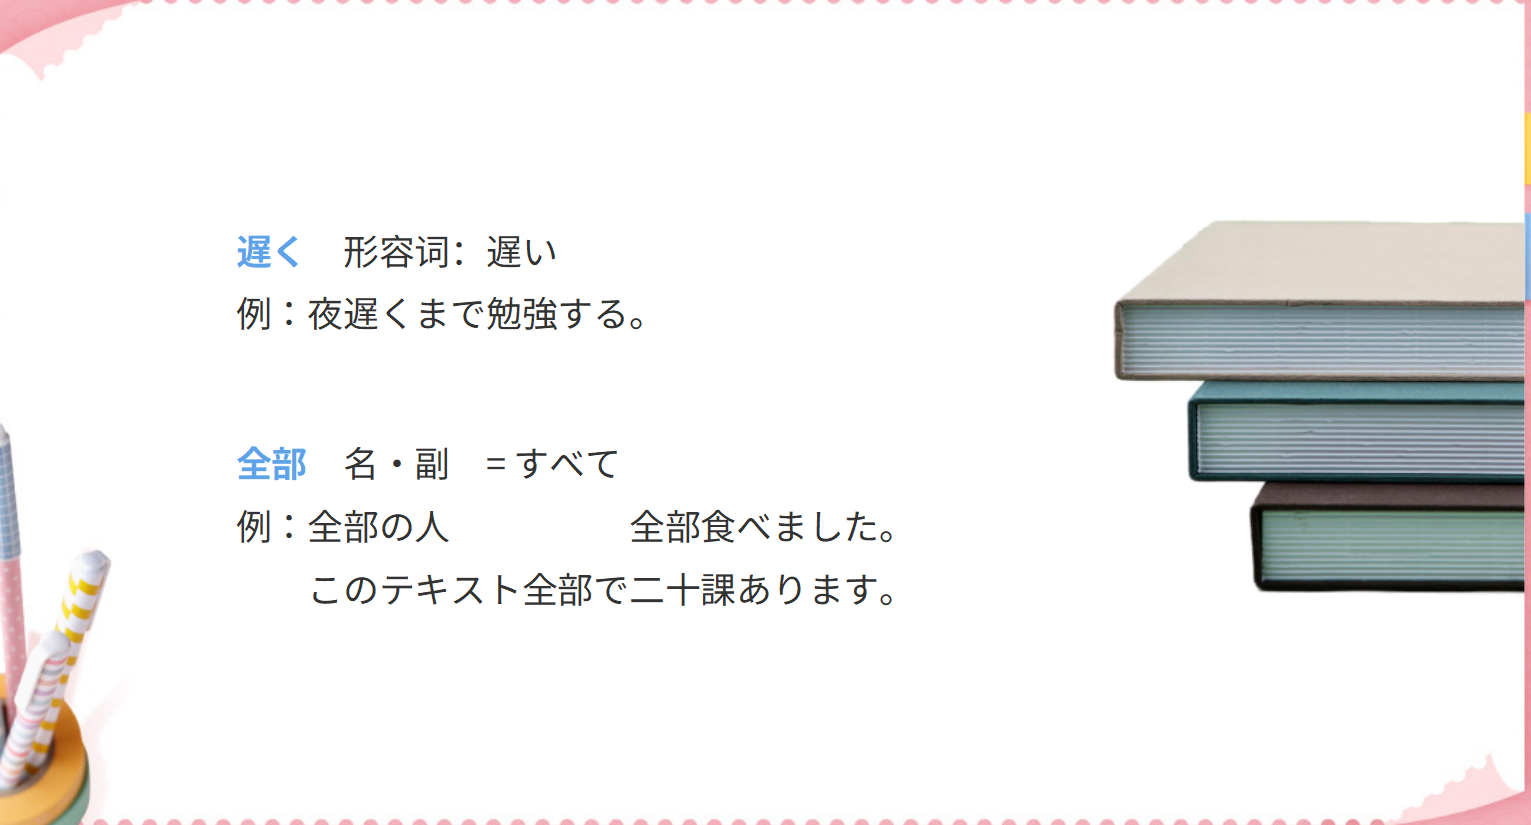 遅く　形容词：遅い
例：夜遅くまで勉強する。
全部　名・副　= すべて
例：全部の人　　　　　全部食べました。
このテキスト全部で二十課あります。